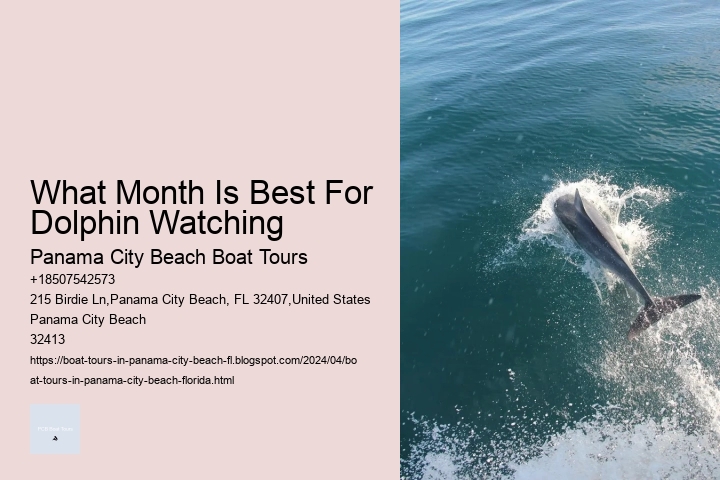 What Month Is Best For
Dolphin Watching
Panama City Beach Boat Tours
+18507542573
215 Birdie Ln,Panama City Beach, FL 32407,United States
Panama City Beach
32413
https://boat-tours-in-panama-city-beach-fl.blogspot.com/2024/04/bo
at-tours-in-panama-city-beach-florida.html